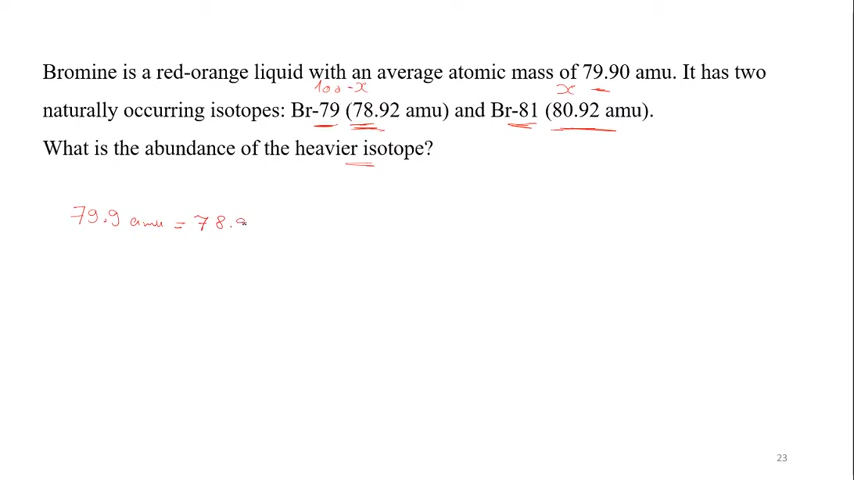 Bromine is a red-orange liquid with an average atomic mass of 79.90 amu. It has two
100-x x
naturally occurring isotopes: Br-79 (78.92 amu) and Br-81 (80.92 amu).
What is the abundance of the heavier isotope?
79.9 amu = 78.9
23